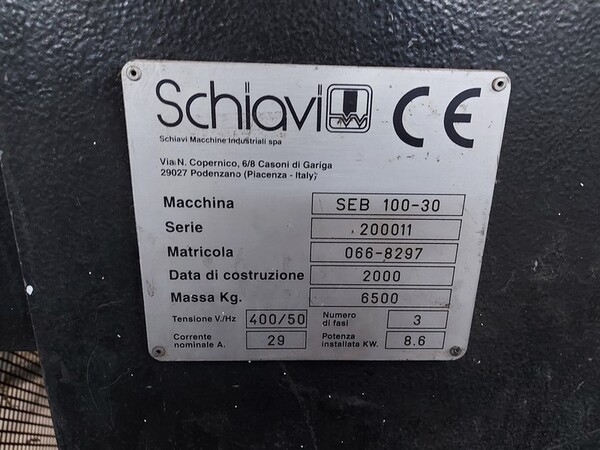 Schiavi CE
Schiavi Macchine Industriali spa
Via N. Copernico, 6/8 Casoni di Gariga
29027 Podenzano (Piacenza - Italy)
Macchina SEB 100-30
Serie 200011
Matricola 066-8297
Data di costruzione 2000
Massa Kg. 6500
Tensione V./Hz 400/50 Numero di fasi 3
Corrente nominale A. 29 Potenza installata KW. 8.6